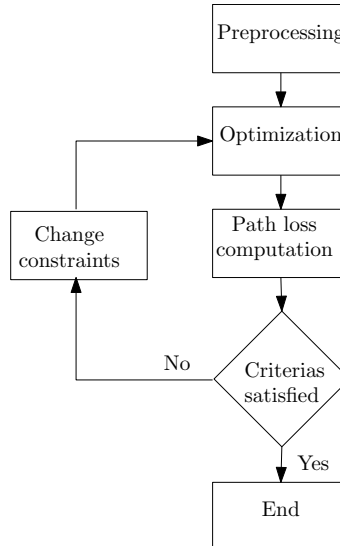 Preprocessing
Optimization
Path loss
computation
Change
constraints
No
Criterias
satisfied
Yes
End